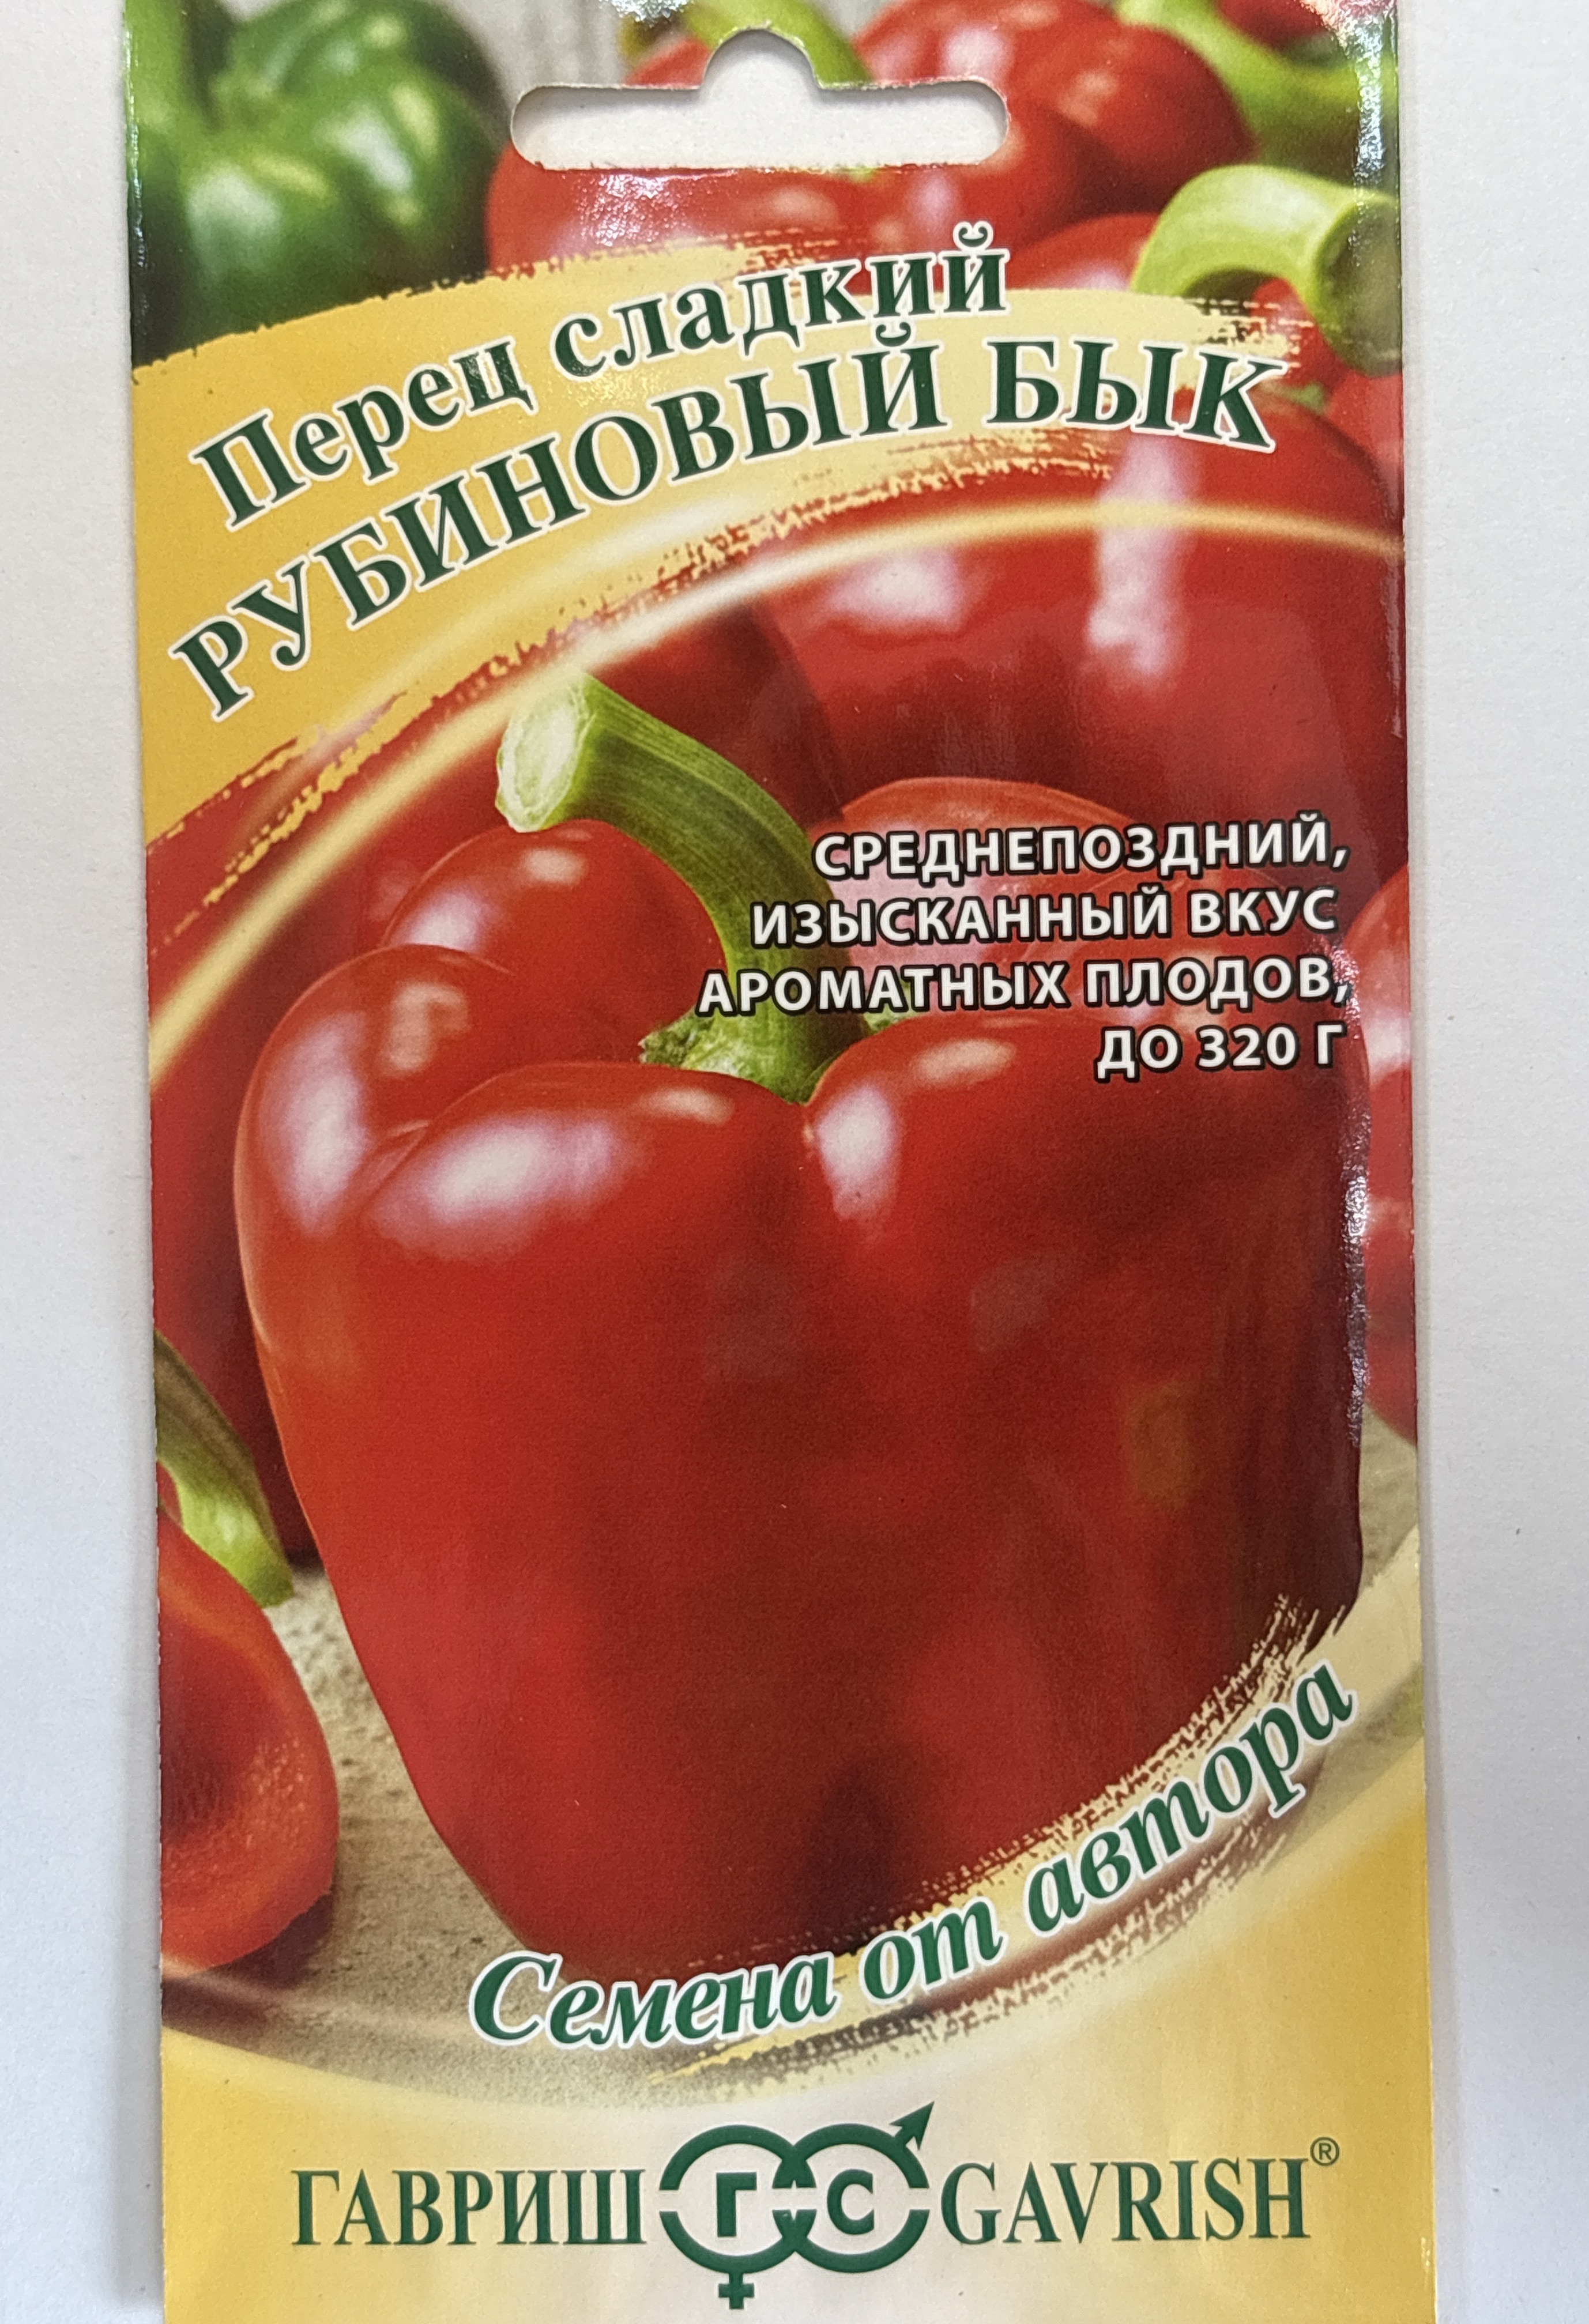 Перец сладкий
РУБИНОВЫЙ БЫК
СРЕДНЕПОЗДНИЙ,
ИЗЫСКАННЫЙ ВКУС
АРОМАТНЫХ ПЛОДОВ,
ДО 320 Г
Семена от автора
ГАВРИШ ГС GAVRISH®